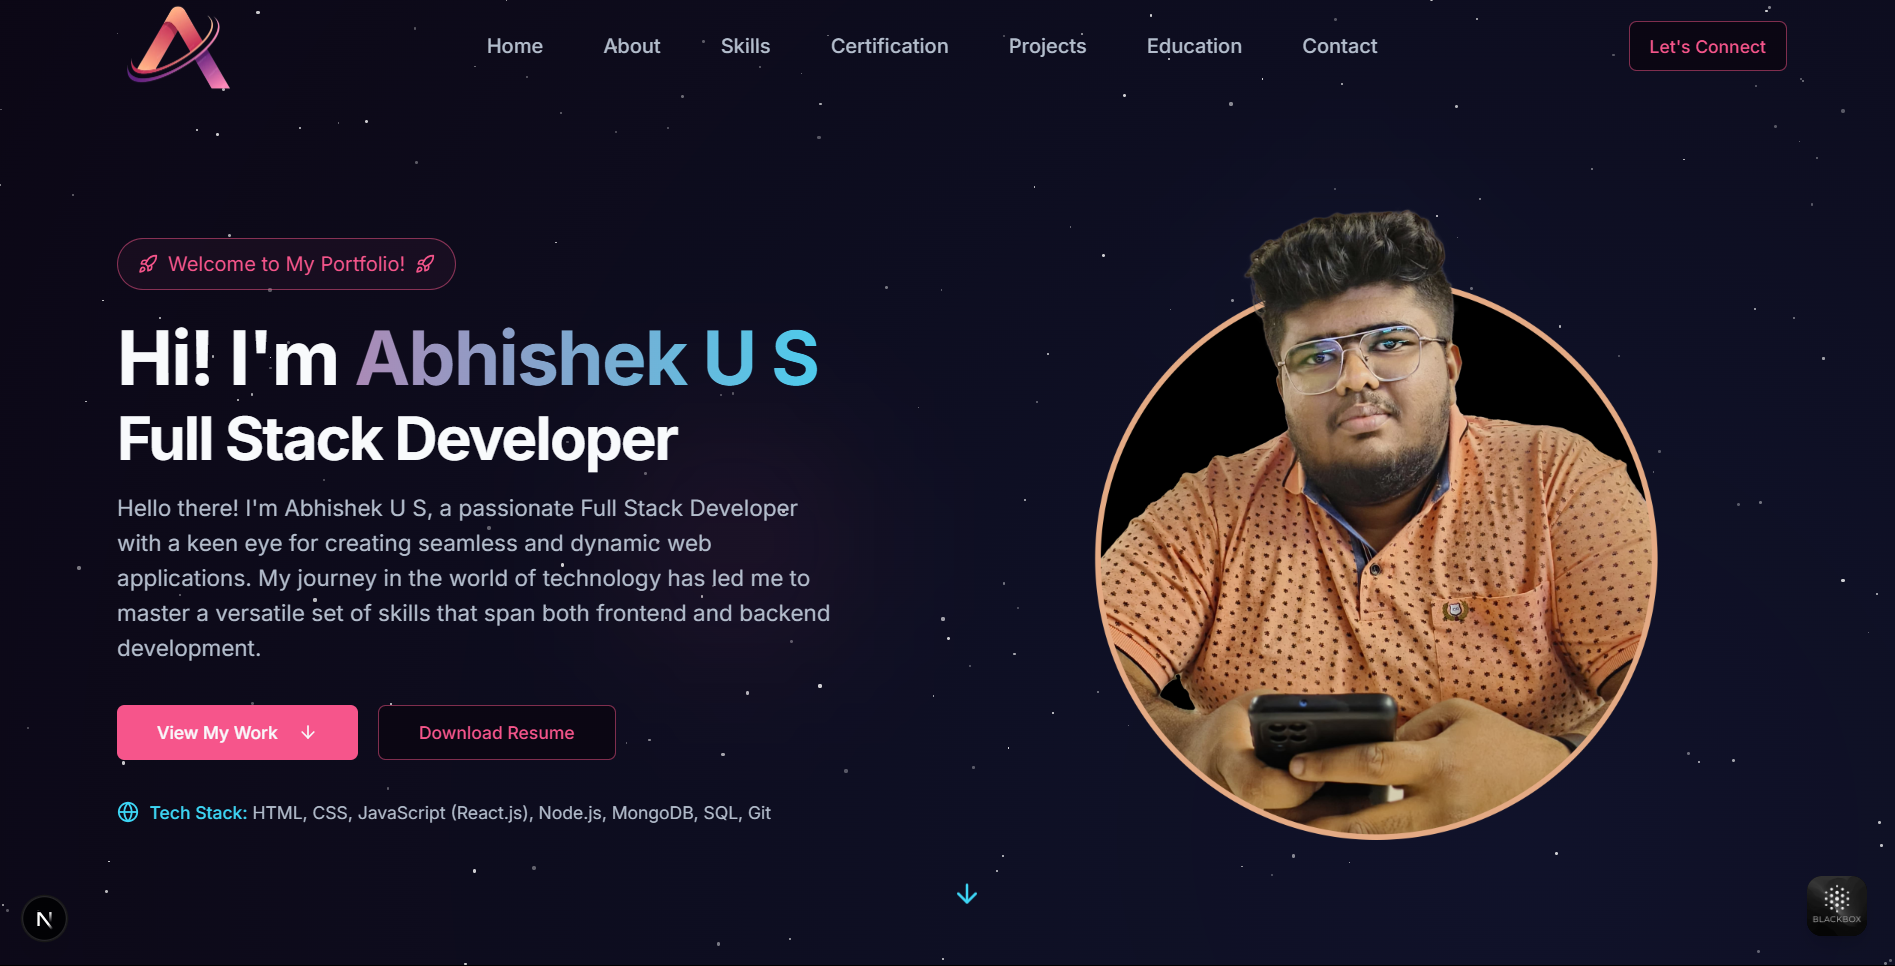 Home About Skills Certification Projects Education Contact Let's Connect
Welcome to My Portfolio!
Hi! I'm Abhishek U S
Full Stack Developer
Hello there! I'm Abhishek U S, a passionate Full Stack Developer
with a keen eye for creating seamless and dynamic web
applications. My journey in the world of technology has led me to
master a versatile set of skills that span both frontend and backend
development.
View My Work
Download Resume
Tech Stack: HTML, CSS, JavaScript (React.js), Node.js, MongoDB, SQL, Git
N
BLACKBOX